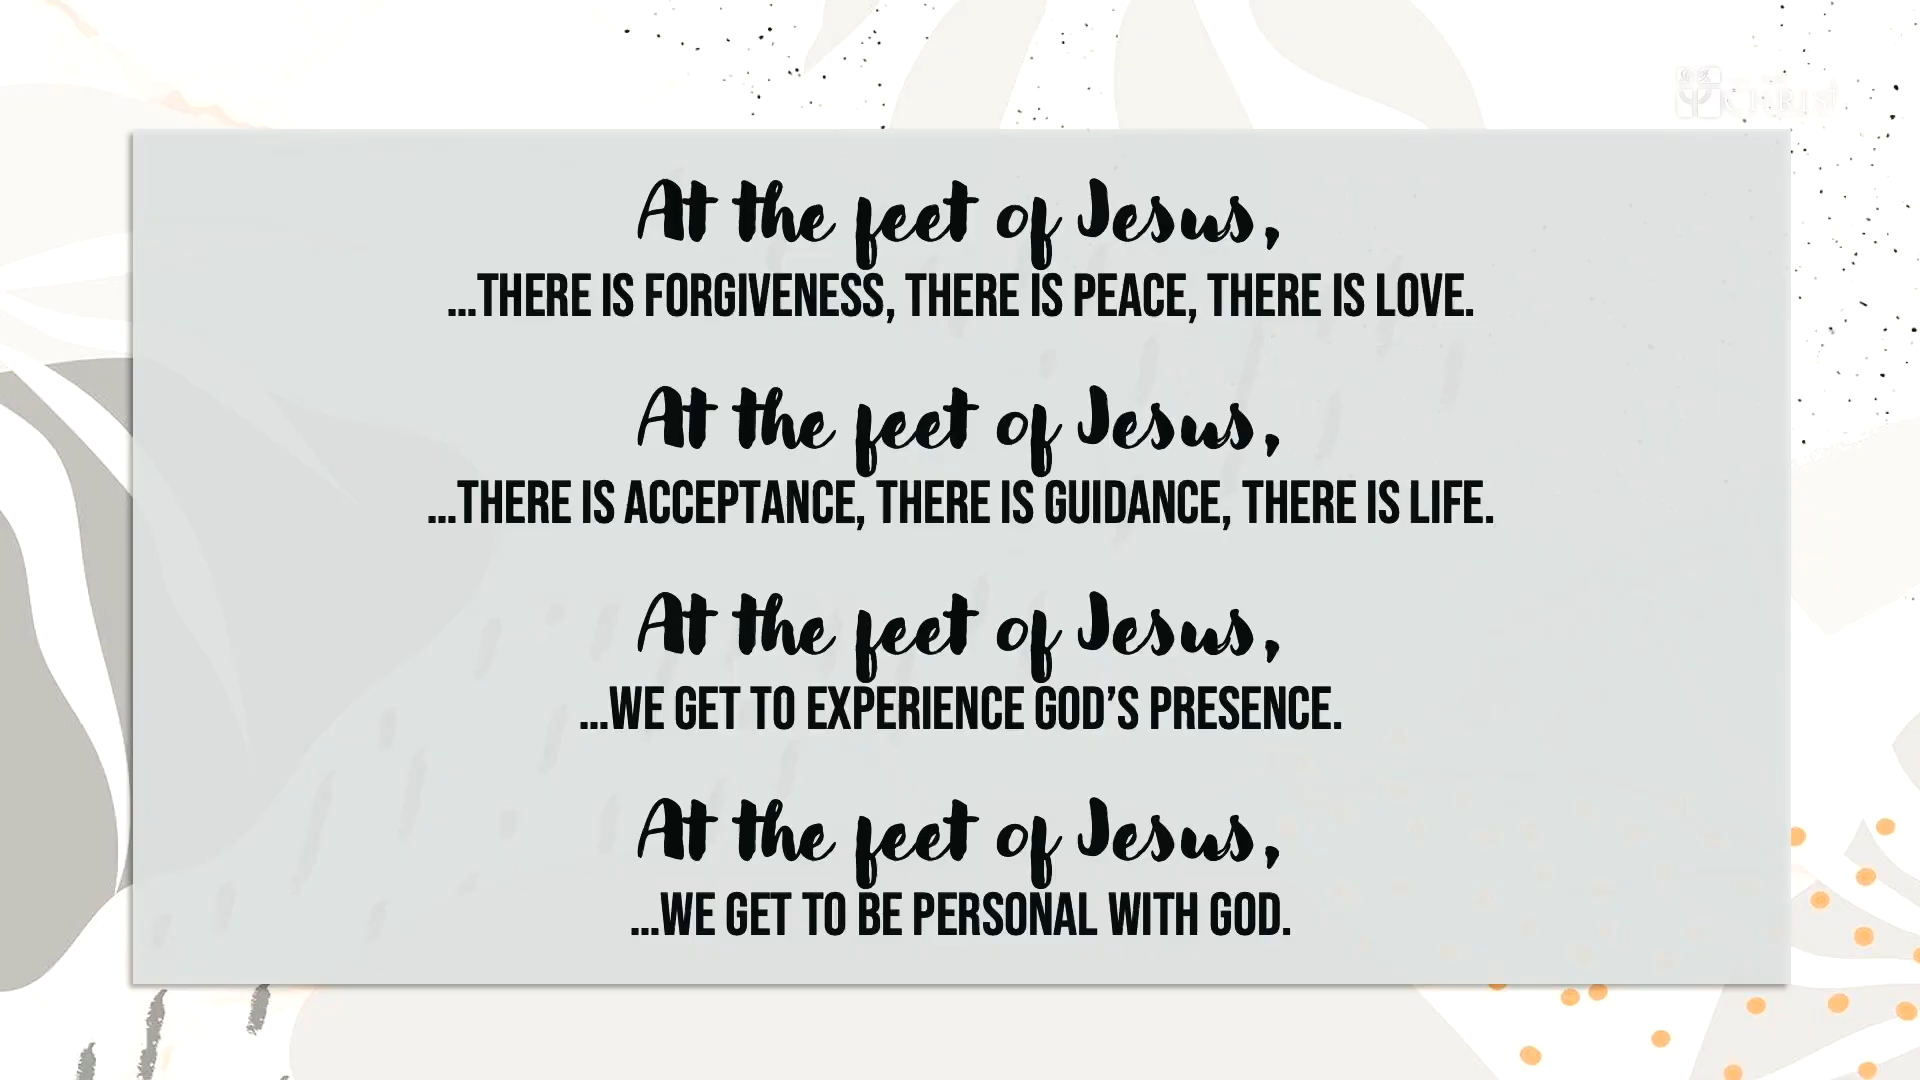 CHRIST
At the feet of Jesus,
...THERE IS FORGIVENESS, THERE IS PEACE, THERE IS LOVE.
At the feet of Jesus,
...THERE IS ACCEPTANCE, THERE IS GUIDANCE, THERE IS LIFE.
At the feet of Jesus,
...WE GET TO EXPERIENCE GOD’S PRESENCE.
At the feet of Jesus,
...WE GET TO BE PERSONAL WITH GOD.